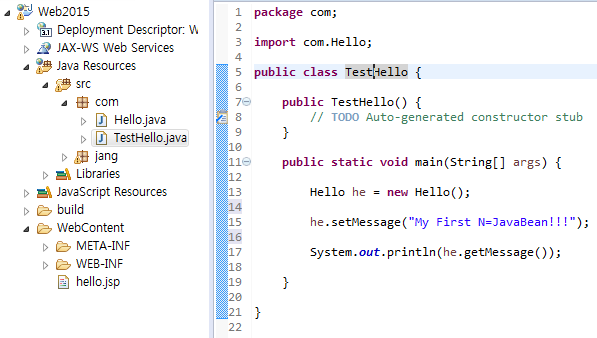 Web2015
Deployment Descriptor: W
JAX-WS Web Services
Java Resources
src
com
Hello.java
TestHello.java
jang
Libraries
JavaScript Resources
build
WebContent
META-INF
WEB-INF
hello.jsp
1 package com;
2
3 import com.Hello;
4
5 public class TestHello {
6
7 public TestHello() {
8 // TODO Auto-generated constructor stub
9 }
10
11 public static void main(String[] args) {
12
13 Hello he = new Hello();
14
15 he.setMessage("My First N=JavaBean!!!");
16
17 System.out.println(he.getMessage());
18
19 }
20
21 }
22